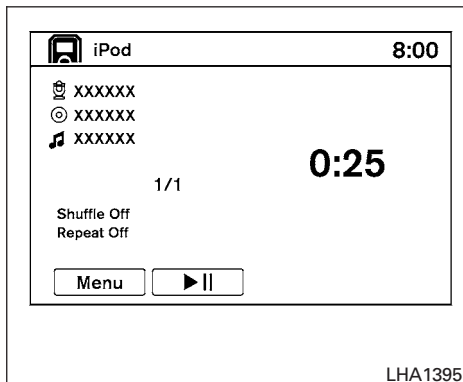 iPod 8:00
XXXXXX
XXXXXX
XXXXXX
0:25
1/1
Shuffle Off
Repeat Off
Menu
LHA1395